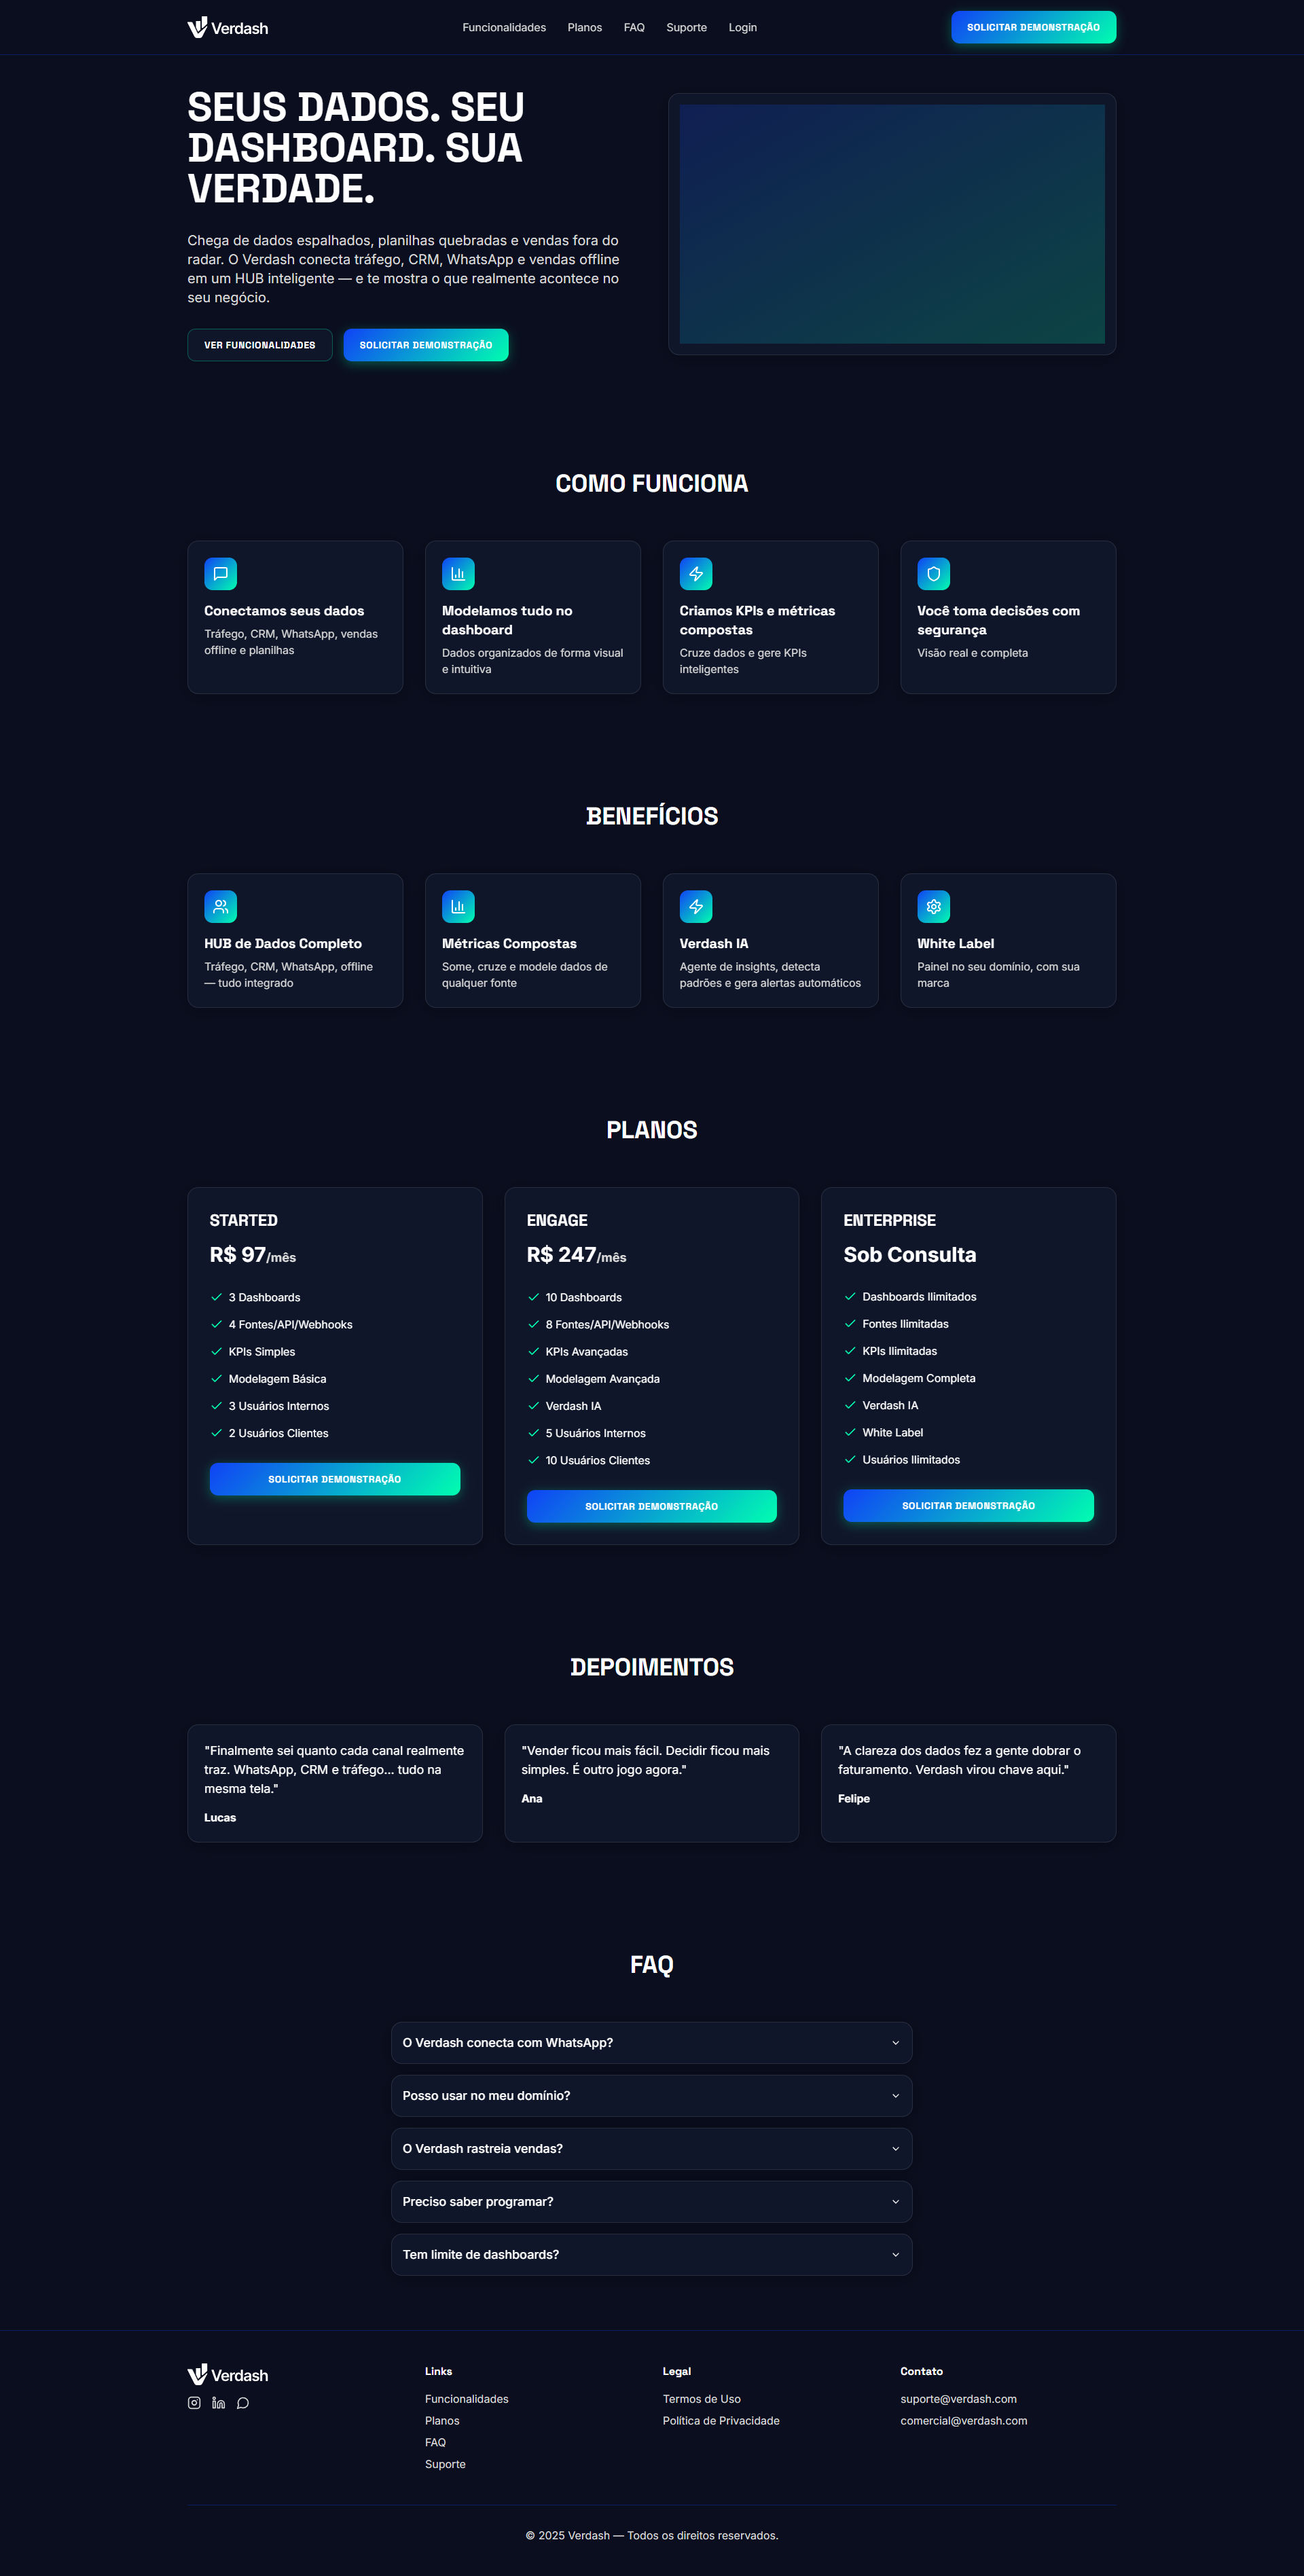 Verdash
Funcionalidades Planos FAQ Suporte Login
SOLICITAR DEMONSTRAÇÃO
SEUS DADOS. SEU
DASHBOARD. SUA
VERDADE.
Chega de dados espalhados, planilhas quebradas e vendas fora do
radar. O Verdash conecta tráfego, CRM, WhatsApp e vendas offline
em um HUB inteligente — e te mostra o que realmente acontece no
seu negócio.
VER FUNCIONALIDADES
SOLICITAR DEMONSTRAÇÃO
COMO FUNCIONA
Conectamos seus dados
Tráfego, CRM, WhatsApp, vendas
offline e planilhas
Modelamos tudo no
dashboard
Dados organizados de forma visual
e intuitiva
Criamos KPIs e métricas
compostas
Cruze dados e gere KPIs
inteligentes
Você toma decisões com
segurança
Visão real e completa
BENEFÍCIOS
HUB de Dados Completo
Tráfego, CRM, WhatsApp, offline
— tudo integrado
Métricas Compostas
Some, cruze e modele dados de
qualquer fonte
Verdash IA
Agente de insights, detecta
padrões e gera alertas automáticos
White Label
Painel no seu domínio, com sua
marca
PLANOS
STARTED
R$ 97/mês
3 Dashboards
4 Fontes/API/Webhooks
KPIs Simples
Modelagem Básica
3 Usuários Internos
2 Usuários Clientes
SOLICITAR DEMONSTRAÇÃO
ENGAGE
R$ 247/mês
10 Dashboards
8 Fontes/API/Webhooks
KPIs Avançadas
Modelagem Avançada
Verdash IA
5 Usuários Internos
10 Usuários Clientes
SOLICITAR DEMONSTRAÇÃO
ENTERPRISE
Sob Consulta
Dashboards Ilimitados
Fontes Ilimitadas
KPIs Ilimitadas
Modelagem Completa
Verdash IA
White Label
Usuários Ilimitados
SOLICITAR DEMONSTRAÇÃO
DEPOIMENTOS
"Finalmente sei quanto cada canal realmente
traz. WhatsApp, CRM e tráfego... tudo na
mesma tela."
Lucas
"Vender ficou mais fácil. Decidir ficou mais
simples. É outro jogo agora."
Ana
"A clareza dos dados fez a gente dobrar o
faturamento. Verdash virou chave aqui."
Felipe
FAQ
O Verdash conecta com WhatsApp?
Posso usar no meu domínio?
O Verdash rastreia vendas?
Preciso saber programar?
Tem limite de dashboards?
Verdash
Links
Funcionalidades
Planos
FAQ
Suporte
Legal
Termos de Uso
Política de Privacidade
Contato
suporte@verdash.com
comercial@verdash.com
© 2025 Verdash — Todos os direitos reservados.